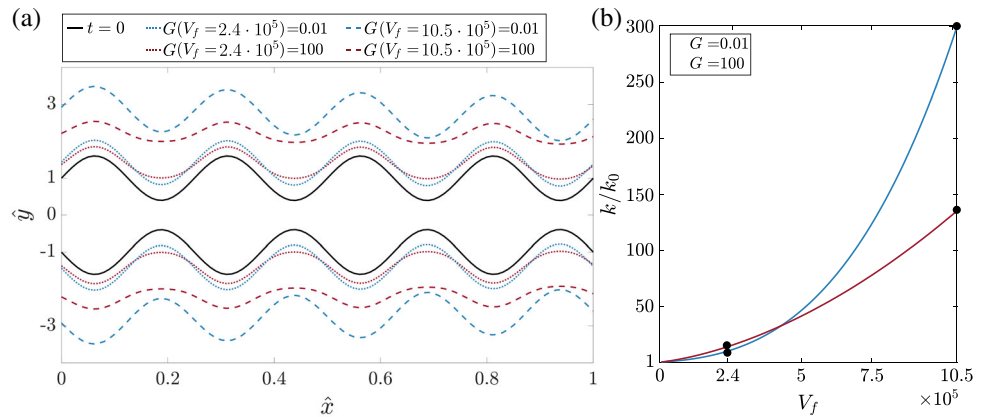 (a)
t = 0
G(V_f = 2.4 · 10^5)=0.01
G(V_f = 10.5 · 10^5)=0.01
G(V_f = 2.4 · 10^5)=100
G(V_f = 10.5 · 10^5)=100
3
1
0
-1
-3
ŷ
0
0.2
0.4
0.6
0.8
1
x̂
(b)
G =0.01
G =100
300
250
200
150
100
50
1
k/k_0
0
2.4
5
7.5
10.5
×10^5
V_f